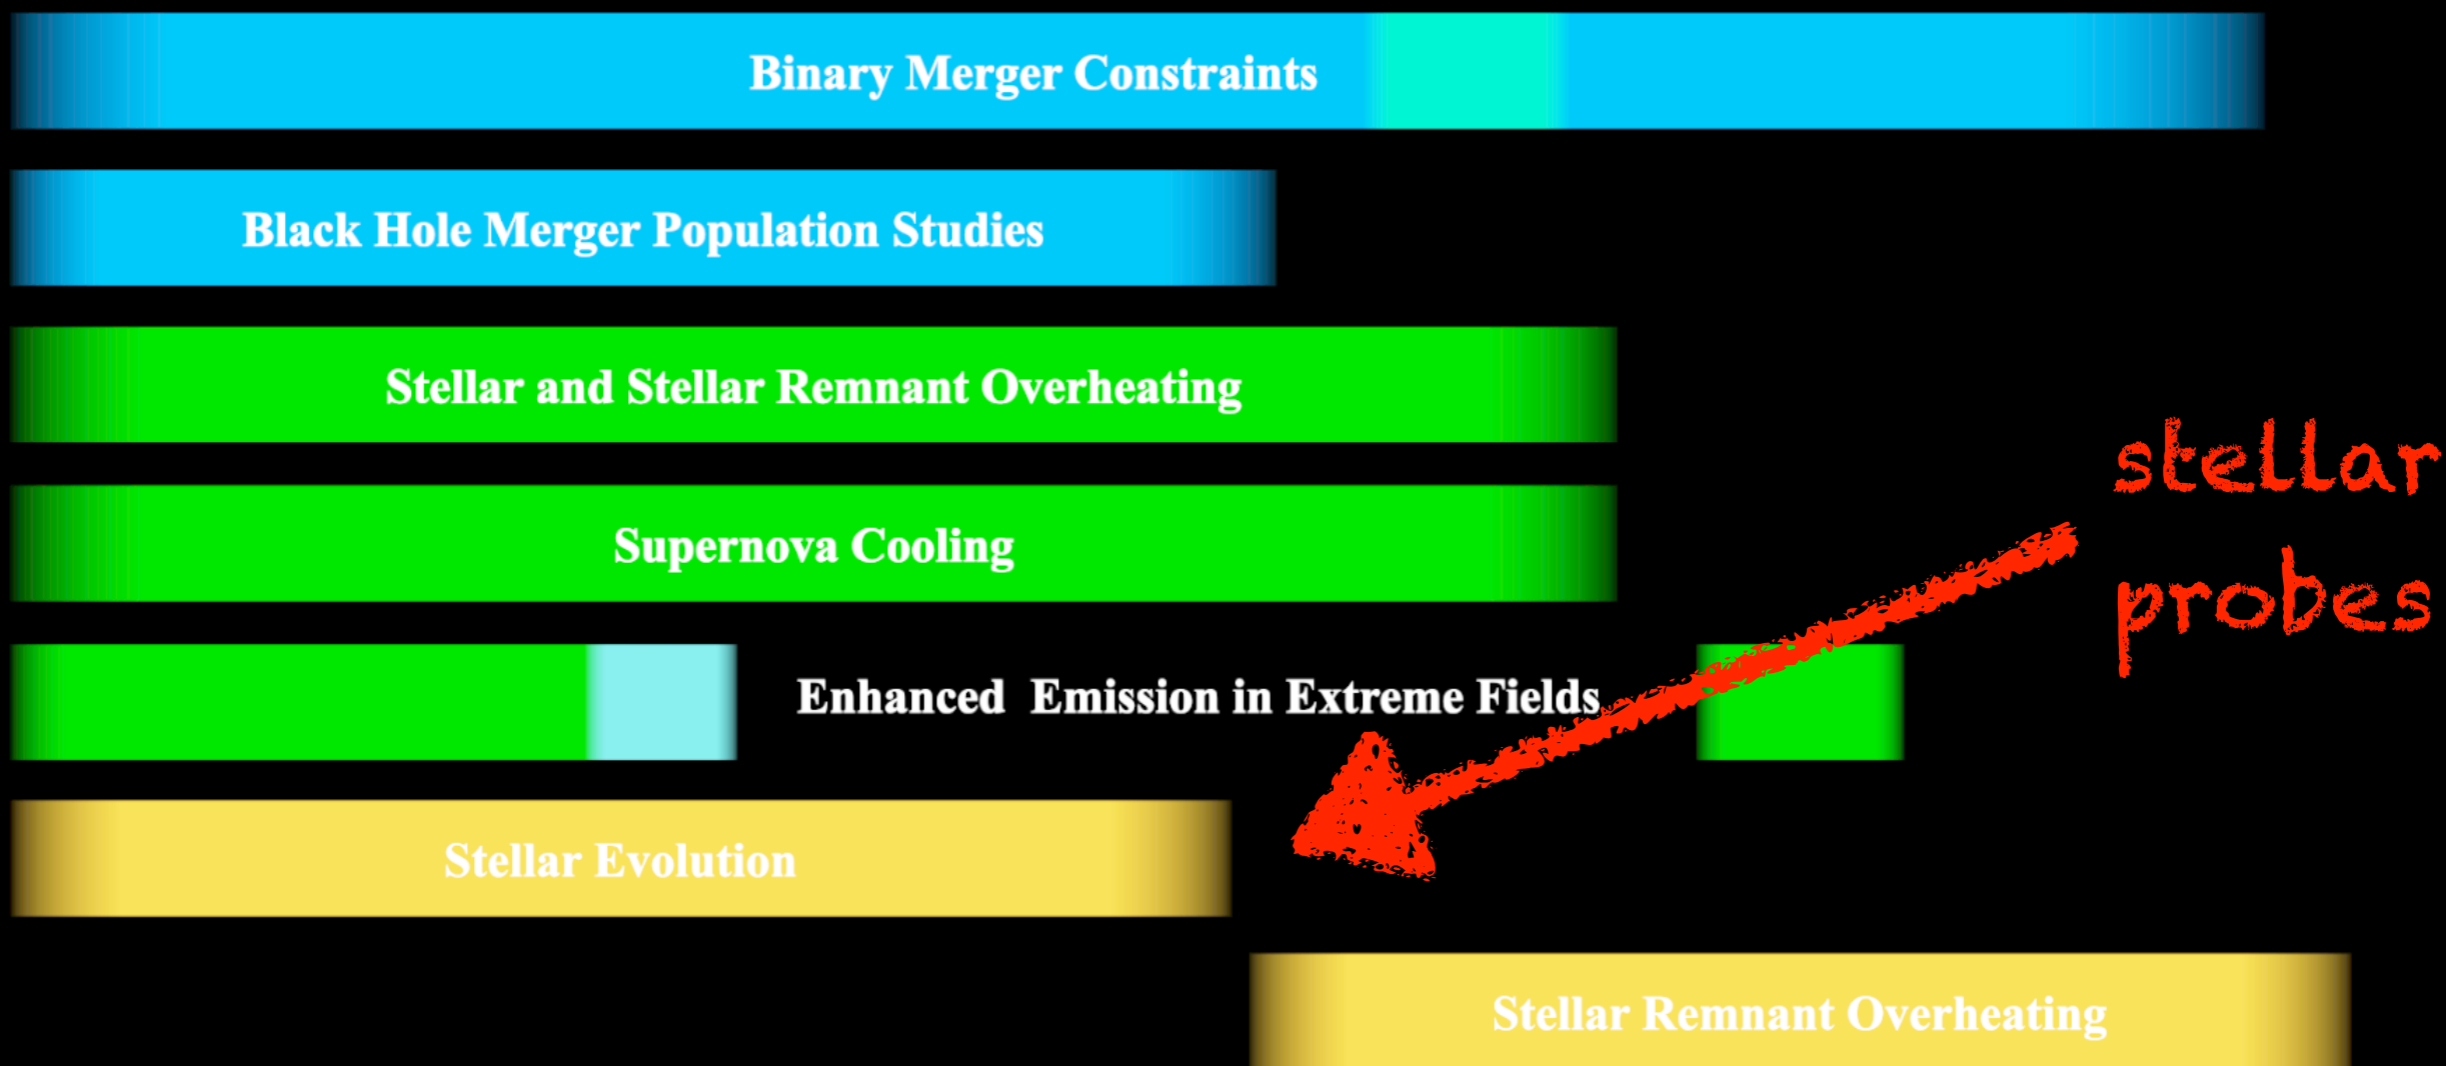 Binary Merger Constraints
Black Hole Merger Population Studies
Stellar and Stellar Remnant Overheating
stellar
probes
Supernova Cooling
Enhanced Emission in Extreme Fields
Stellar Evolution
Stellar Remnant Overheating